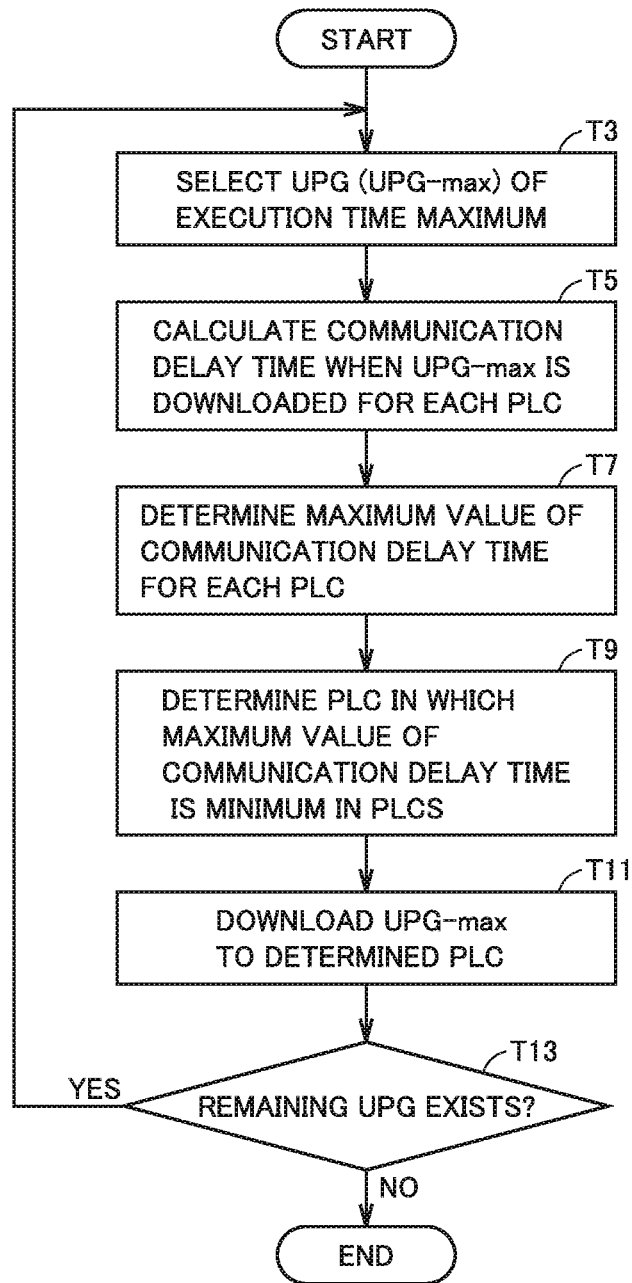 START
T3
SELECT UPG (UPG-max) OF
EXECUTION TIME MAXIMUM
T5
CALCULATE COMMUNICATION
DELAY TIME WHEN UPG-max IS
DOWNLOADED FOR EACH PLC
T7
DETERMINE MAXIMUM VALUE OF
COMMUNICATION DELAY TIME
FOR EACH PLC
T9
DETERMINE PLC IN WHICH
MAXIMUM VALUE OF
COMMUNICATION DELAY TIME
IS MINIMUM IN PLCS
T11
DOWNLOAD UPG-max
TO DETERMINED PLC
T13
YES
REMAINING UPG EXISTS?
NO
END